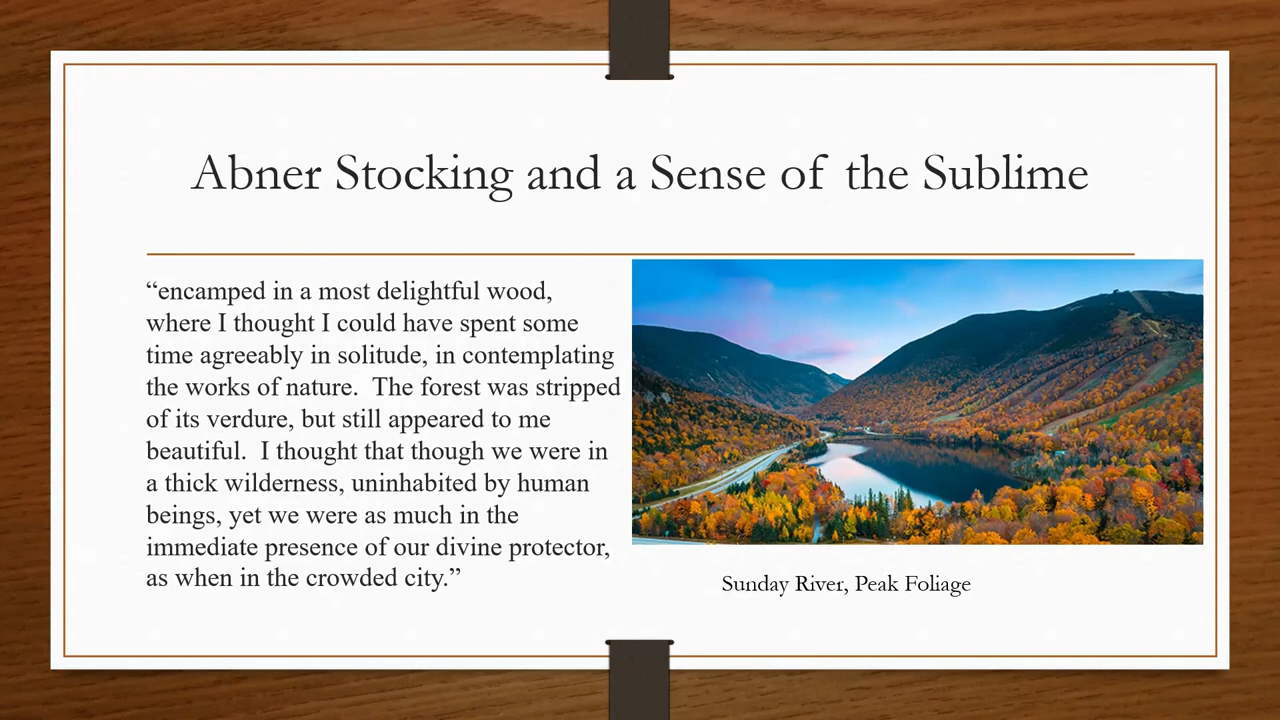 Abner Stocking and a Sense of the Sublime
“encamped in a most delightful wood,
where I thought I could have spent some
time agreeably in solitude, in contemplating
the works of nature.  The forest was stripped
of its verdure, but still appeared to me
beautiful.  I thought that though we were in
a thick wilderness, uninhabited by human
beings, yet we were as much in the
immediate presence of our divine protector,
as when in the crowded city.”
Sunday River, Peak Foliage